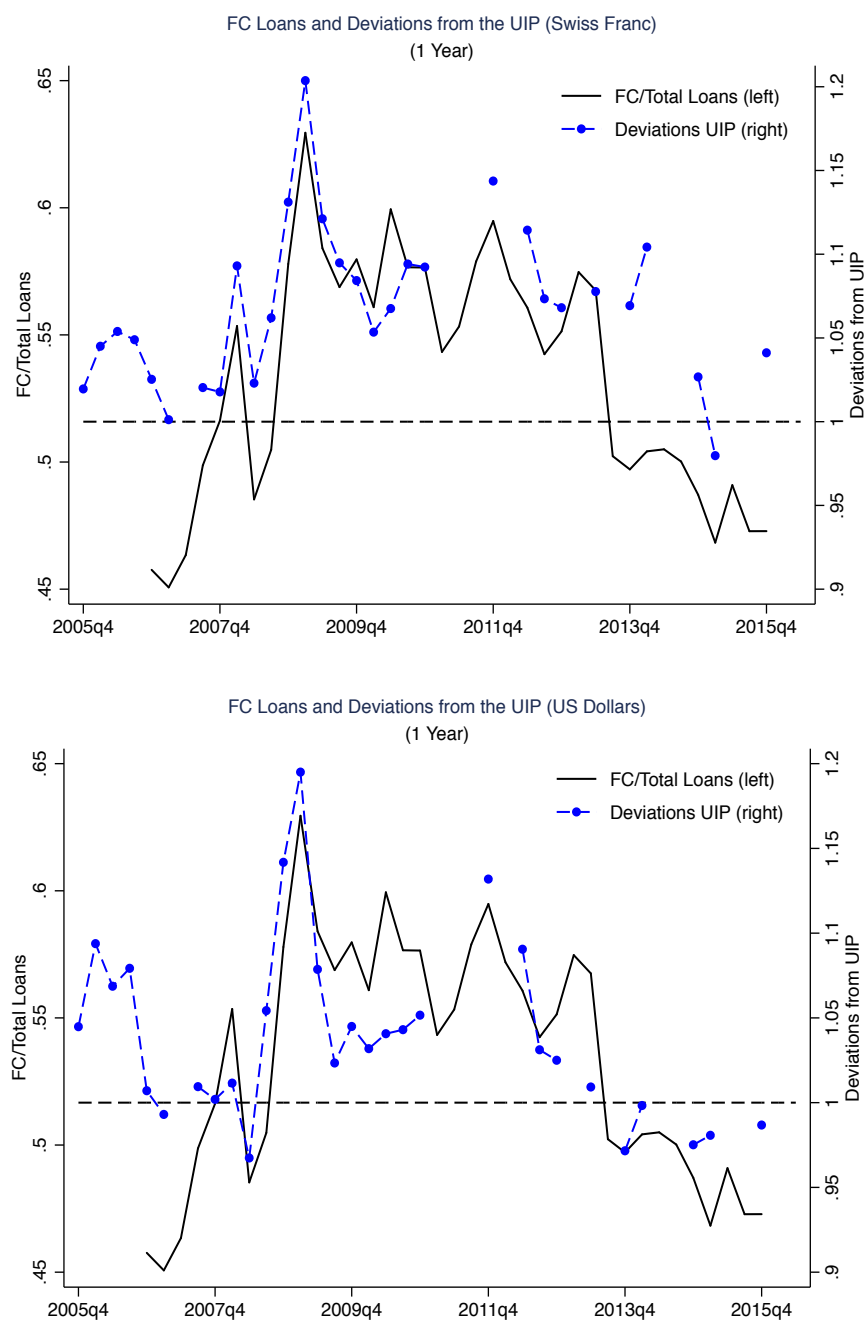 FC Loans and Deviations from the UIP (Swiss Franc)
(1 Year)
FC/Total Loans (left)
Deviations UIP (right)
FC/Total Loans
.65
.6
.55
.5
.45
Deviations from UIP
1.2
1.15
1.1
1.05
1
.95
.9
2005q4 2007q4 2009q4 2011q4 2013q4 2015q4
FC Loans and Deviations from the UIP (US Dollars)
(1 Year)
FC/Total Loans (left)
Deviations UIP (right)
FC/Total Loans
.65
.6
.55
.5
.45
Deviations from UIP
1.2
1.15
1.1
1.05
1
.95
.9
2005q4 2007q4 2009q4 2011q4 2013q4 2015q4